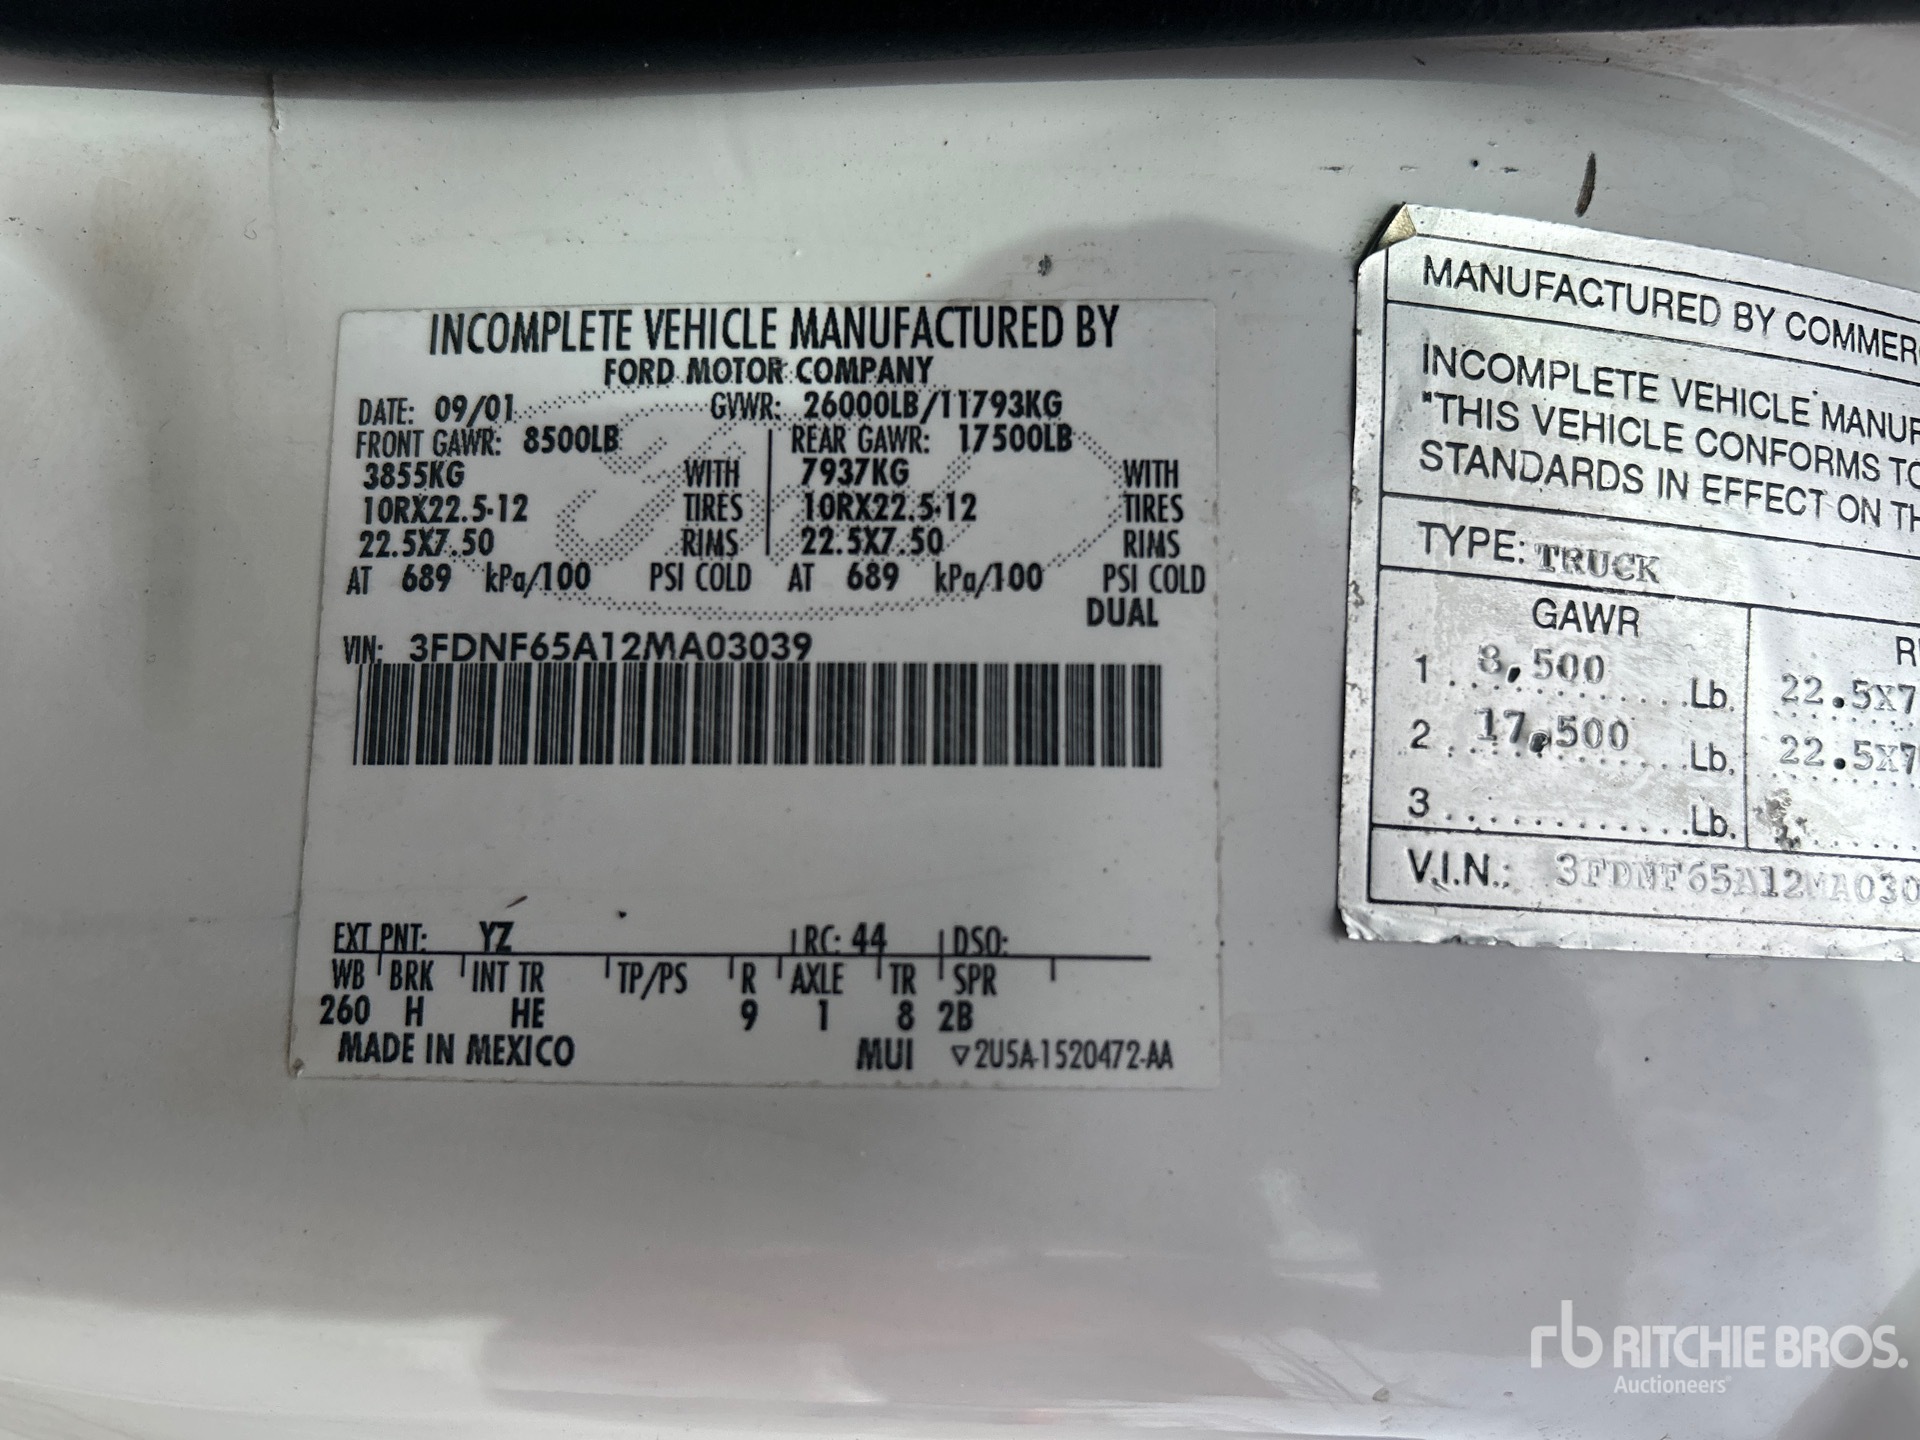 INCOMPLETE VEHICLE MANUFACTURED BY
FORD MOTOR COMPANY
DATE: 09/01 GVWR: 26000LB/11793KG
FRONT GAWR: 8500LB REAR GAWR: 17500LB
3855KG WITH 7937KG WITH
10RX22.5-12 TIRES 10RX22.5-12 TIRES
22.5X7.50 RIMS 22.5X7.50 RIMS
AT 689 kPa/100 PSI COLD AT 689 kPa/100 PSI COLD
DUAL
VIN: 3FDNF65A12MA03039
EXT PNT: YZ RC: 44 DSO:
WB BRK INT TR TP/PS R AXLE TR SPR
260 H HE 9 1 8 2B
MADE IN MEXICO MUI ▽2U5A-1520472-AA
MANUFACTURED BY COMMER
INCOMPLETE VEHICLE MANUF
"THIS VEHICLE CONFORMS TO
STANDARDS IN EFFECT ON TH
TYPE: TRUCK
GAWR R
1 8,500 Lb. 22.5X7
2 17,500 Lb. 22.5X7
3 Lb.
V.I.N.: 3FDNF65A12MA030
rb RITCHIE BROS.
Auctioneers